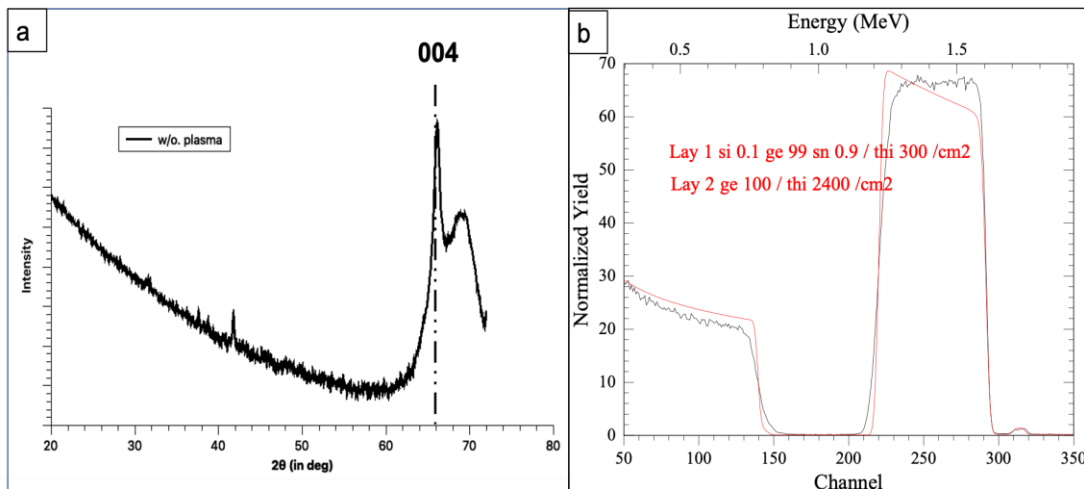 a
004
w/o. plasma
Intensity
20 30 40 50 60 70 80
2θ (in deg)
b
Energy (MeV)
0.5 1.0 1.5
70
60
50
40
30
20
10
0
Normalized Yield
Lay 1 si 0.1 ge 99 sn 0.9 / thi 300 /cm2
Lay 2 ge 100 / thi 2400 /cm2
50 100 150 200 250 300 350
Channel